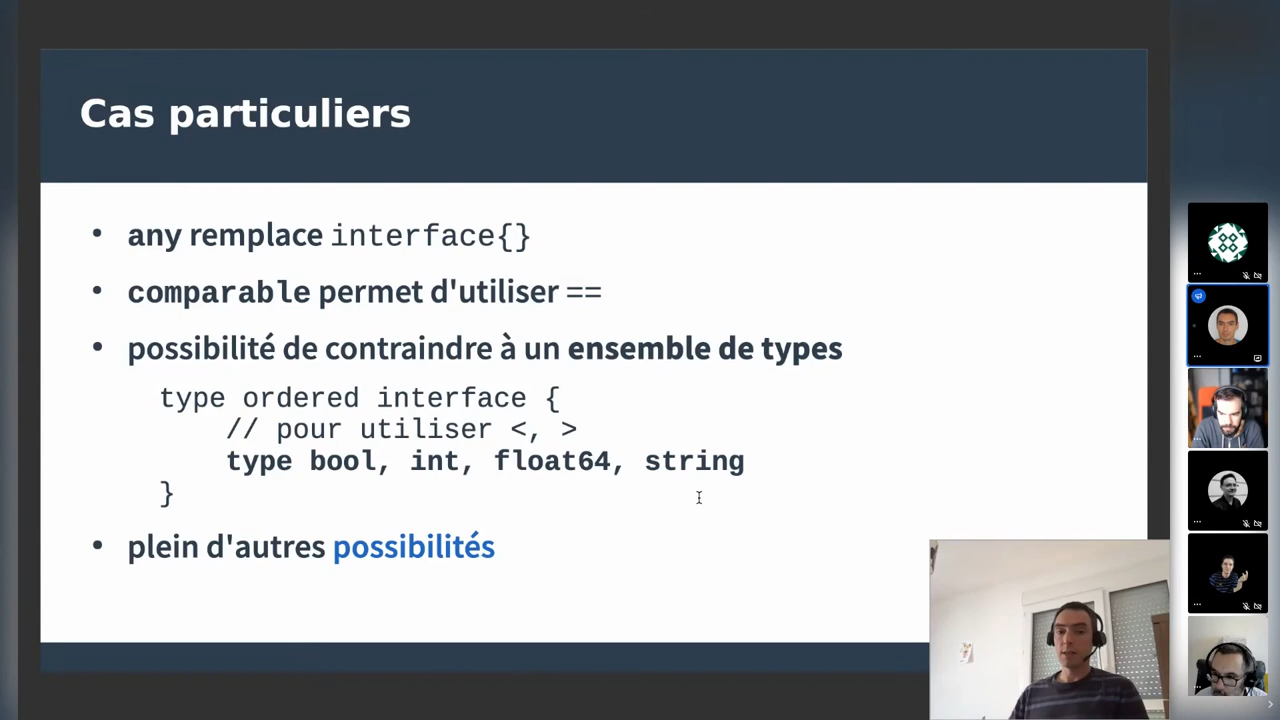 Cas particuliers
• any remplace interface{}
• comparable permet d'utiliser ==
• possibilité de contraindre à un ensemble de types
type ordered interface {
// pour utiliser <, >
type bool, int, float64, string
}
• plein d'autres possibilités